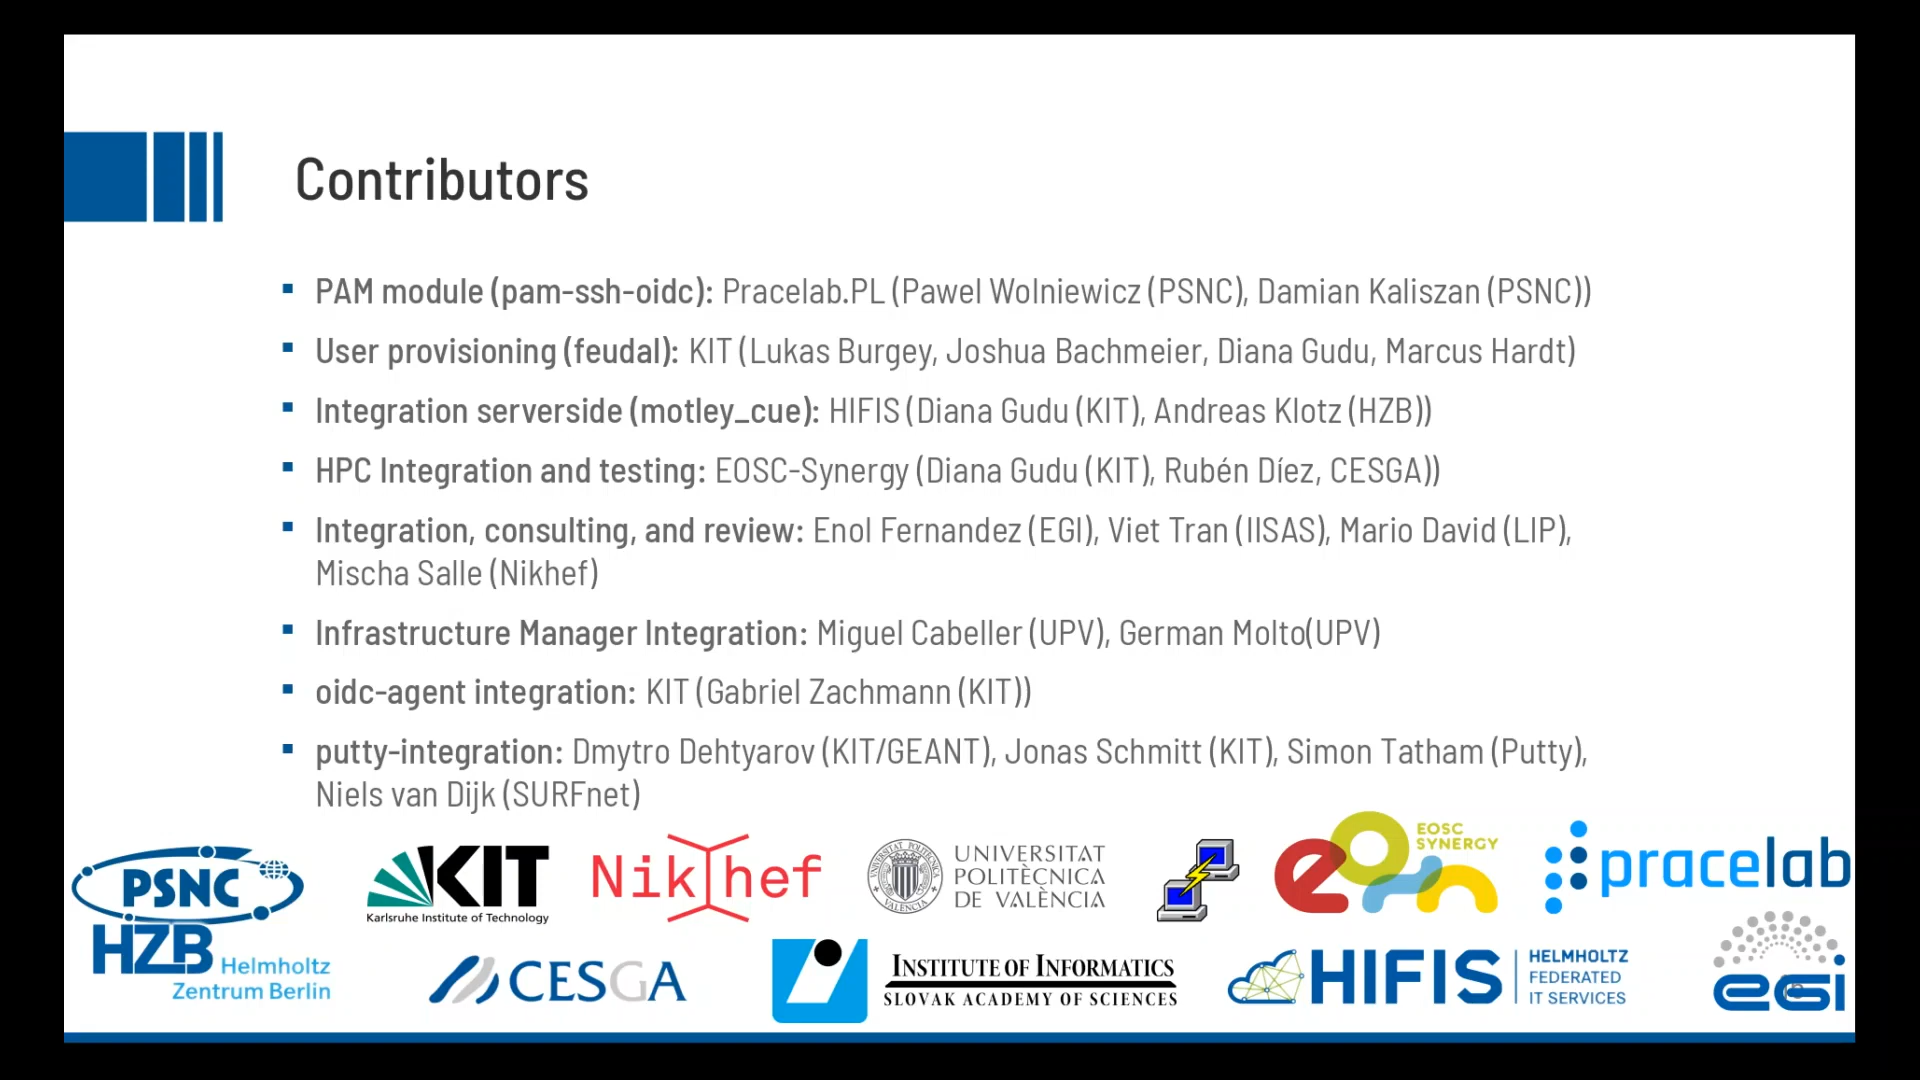 Contributors
PAM module (pam-ssh-oidc): Pracelab.PL (Pawel Wolniewicz (PSNC), Damian Kaliszan (PSNC))
User provisioning (feudal): KIT (Lukas Burgey, Joshua Bachmeier, Diana Gudu, Marcus Hardt)
Integration serverside (motley_cue): HIFIS (Diana Gudu (KIT), Andreas Klotz (HZB))
HPC Integration and testing: EOSC-Synergy (Diana Gudu (KIT), Rubén Díez, CESGA))
Integration, consulting, and review: Enol Fernandez (EGI), Viet Tran (IISAS), Mario David (LIP),
Mischa Salle (Nikhef)
Infrastructure Manager Integration: Miguel Cabeller (UPV), German Molto(UPV)
oidc-agent integration: KIT (Gabriel Zachmann (KIT))
putty-integration: Dmytro Dehtyarov (KIT/GEANT), Jonas Schmitt (KIT), Simon Tatham (Putty),
Niels van Dijk (SURFnet)
PSNC
KIT
Karlsruhe Institute of Technology
Nikhef
UNIVERSITAT
POLITÈCNICA
DE VALÈNCIA
EOSC
SYNERGY
pracelab
HZB Helmholtz
Zentrum Berlin
CESGA
INSTITUTE OF INFORMATICS
SLOVAK ACADEMY OF SCIENCES
HIFIS
HELMHOLTZ
FEDERATED
IT SERVICES
eGI